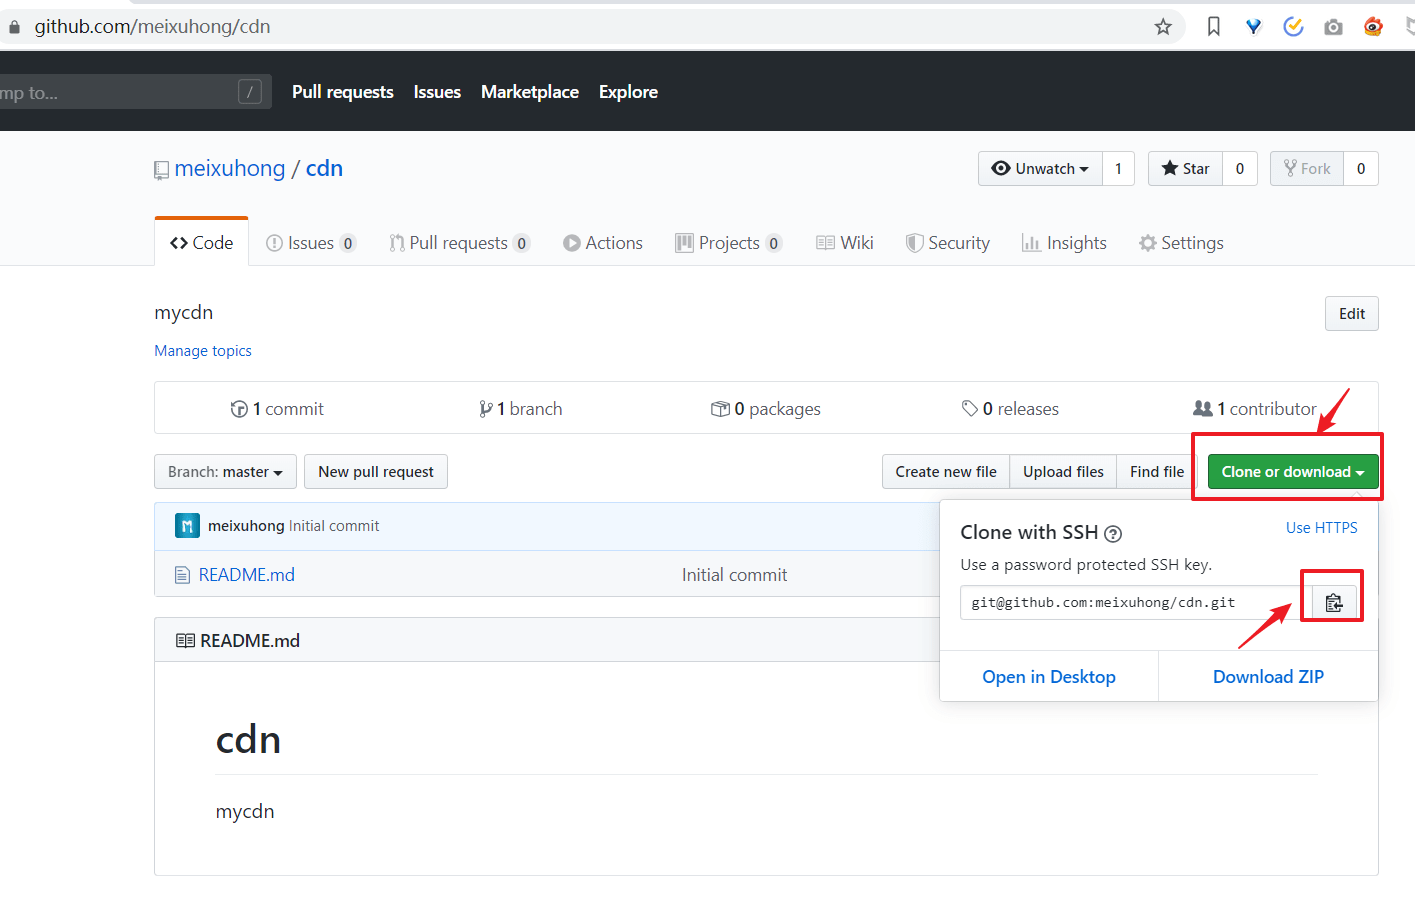 github.com/meixuhong/cdn
mp to... /
Pull requests Issues Marketplace Explore
meixuhong / cdn
Unwatch 1 Star 0 Fork 0
Code Issues 0 Pull requests 0 Actions Projects 0 Wiki Security Insights Settings
mycdn
Edit
Manage topics
1 commit 1 branch 0 packages 0 releases 1 contributor
Branch: master New pull request Create new file Upload files Find file Clone or download
meixuhong Initial commit
README.md Initial commit
Clone with SSH ? Use HTTPS
Use a password protected SSH key.
git@github.com:meixuhong/cdn.git
Open in Desktop Download ZIP
README.md
cdn
mycdn